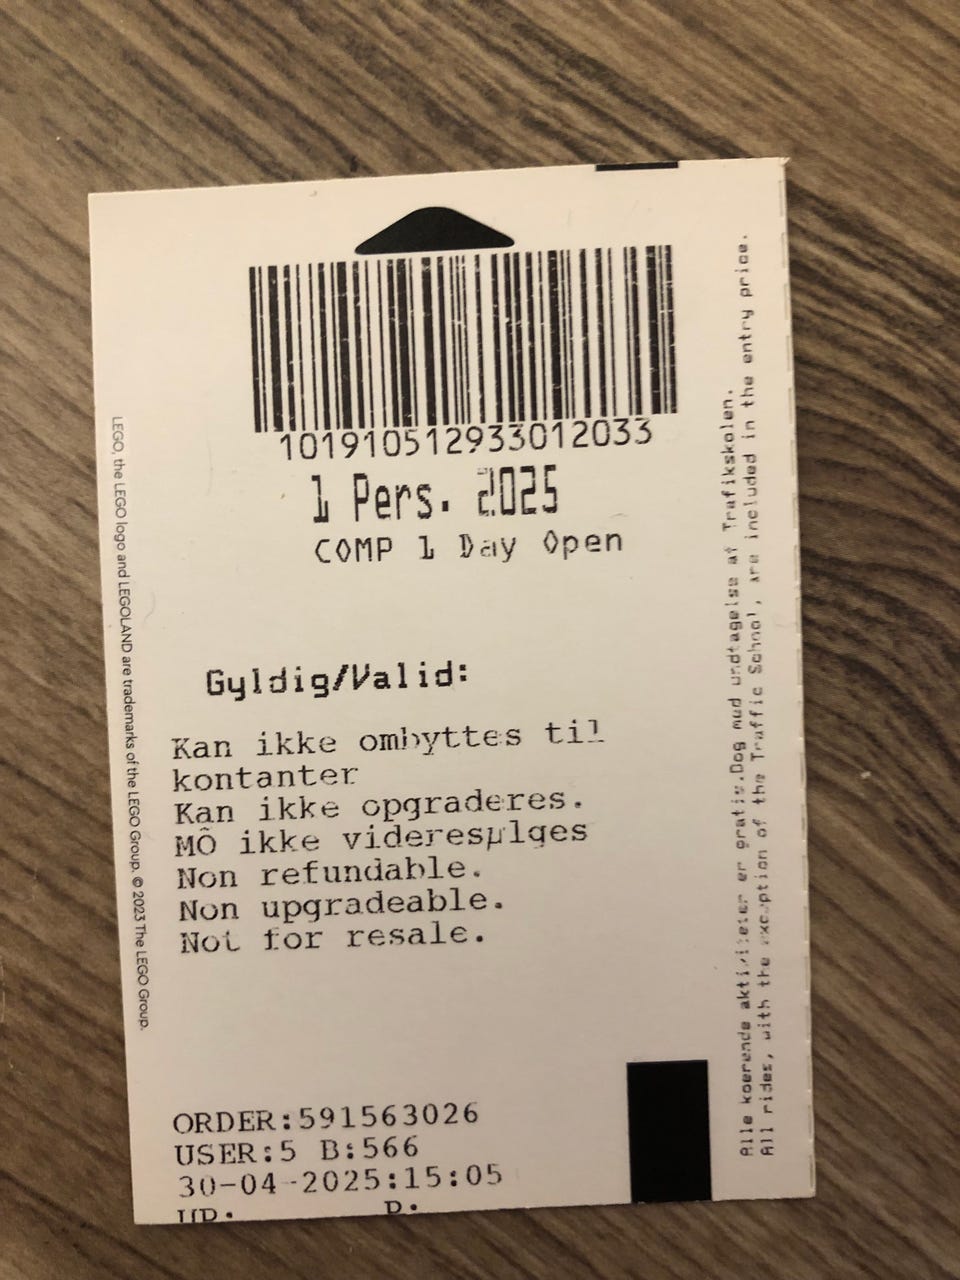 101910512933012033
1 Pers. 2025
COMP 1 Day Open
Gyldig/Valid:
Kan ikke ombyttes til
kontanter
Kan ikke opgraderes.
MÕ ikke videresµlges
Non refundable.
Non upgradeable.
Not for resale.
ORDER:591563026
USER:5 B:566
30-04-2025:15:05
LEGO, the LEGO logo and LEGOLAND are trademarks of the LEGO Group. © 2023 The LEGO Group.
Alle koerende aktiviteter er gratis.Dog med undtagelse af Trafikskolen.
All rides, with the exception of the Traffic School, are included in the entry price.